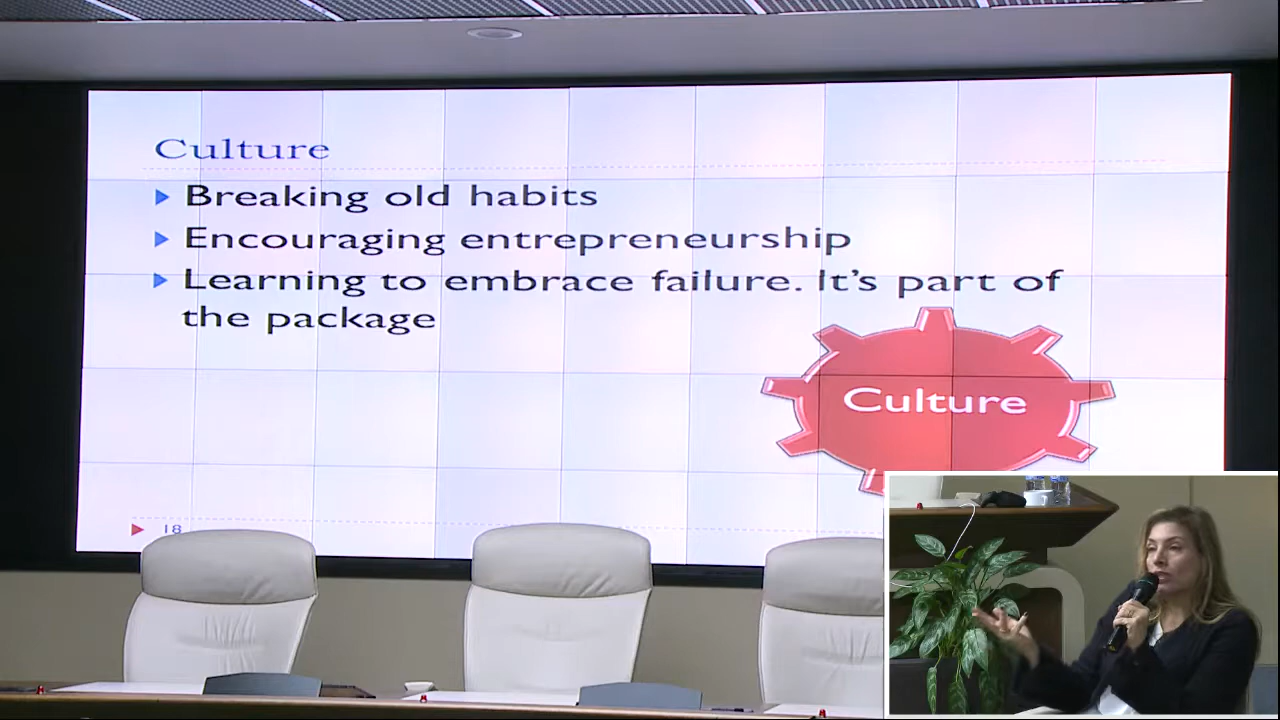 Culture
Breaking old habits
Encouraging entrepreneurship
Learning to embrace failure. It’s part of
the package
Culture
18